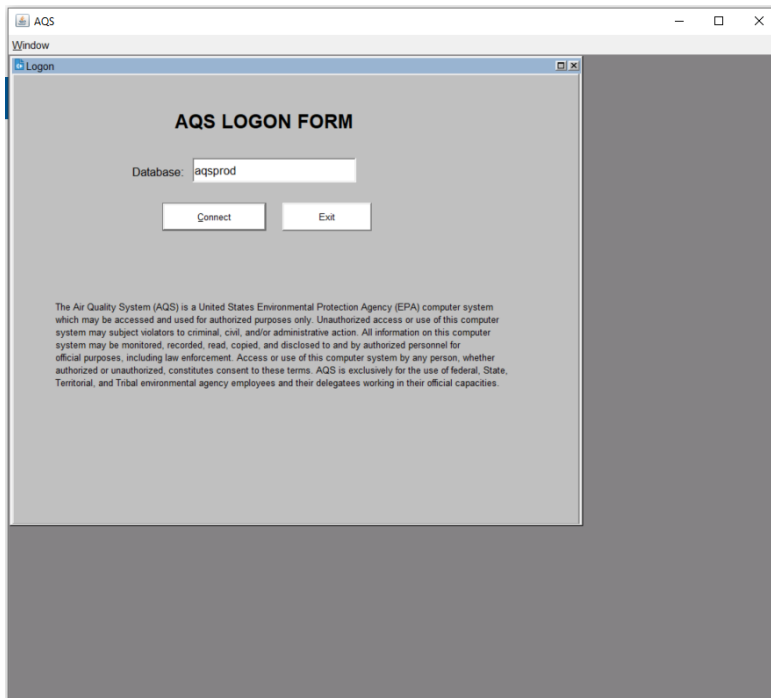 AQS
Window
Logon
AQS LOGON FORM
Database: aqsprod
Connect Exit
The Air Quality System (AQS) is a United States Environmental Protection Agency (EPA) computer system
which may be accessed and used for authorized purposes only. Unauthorized access or use of this computer
system may subject violators to criminal, civil, and/or administrative action. All information on this computer
system may be monitored, recorded, read, copied, and disclosed to and by authorized personnel for
official purposes, including law enforcement. Access or use of this computer system by any person, whether
authorized or unauthorized, constitutes consent to these terms. AQS is exclusively for the use of federal, State,
Territorial, and Tribal environmental agency employees and their delegatees working in their official capacities.